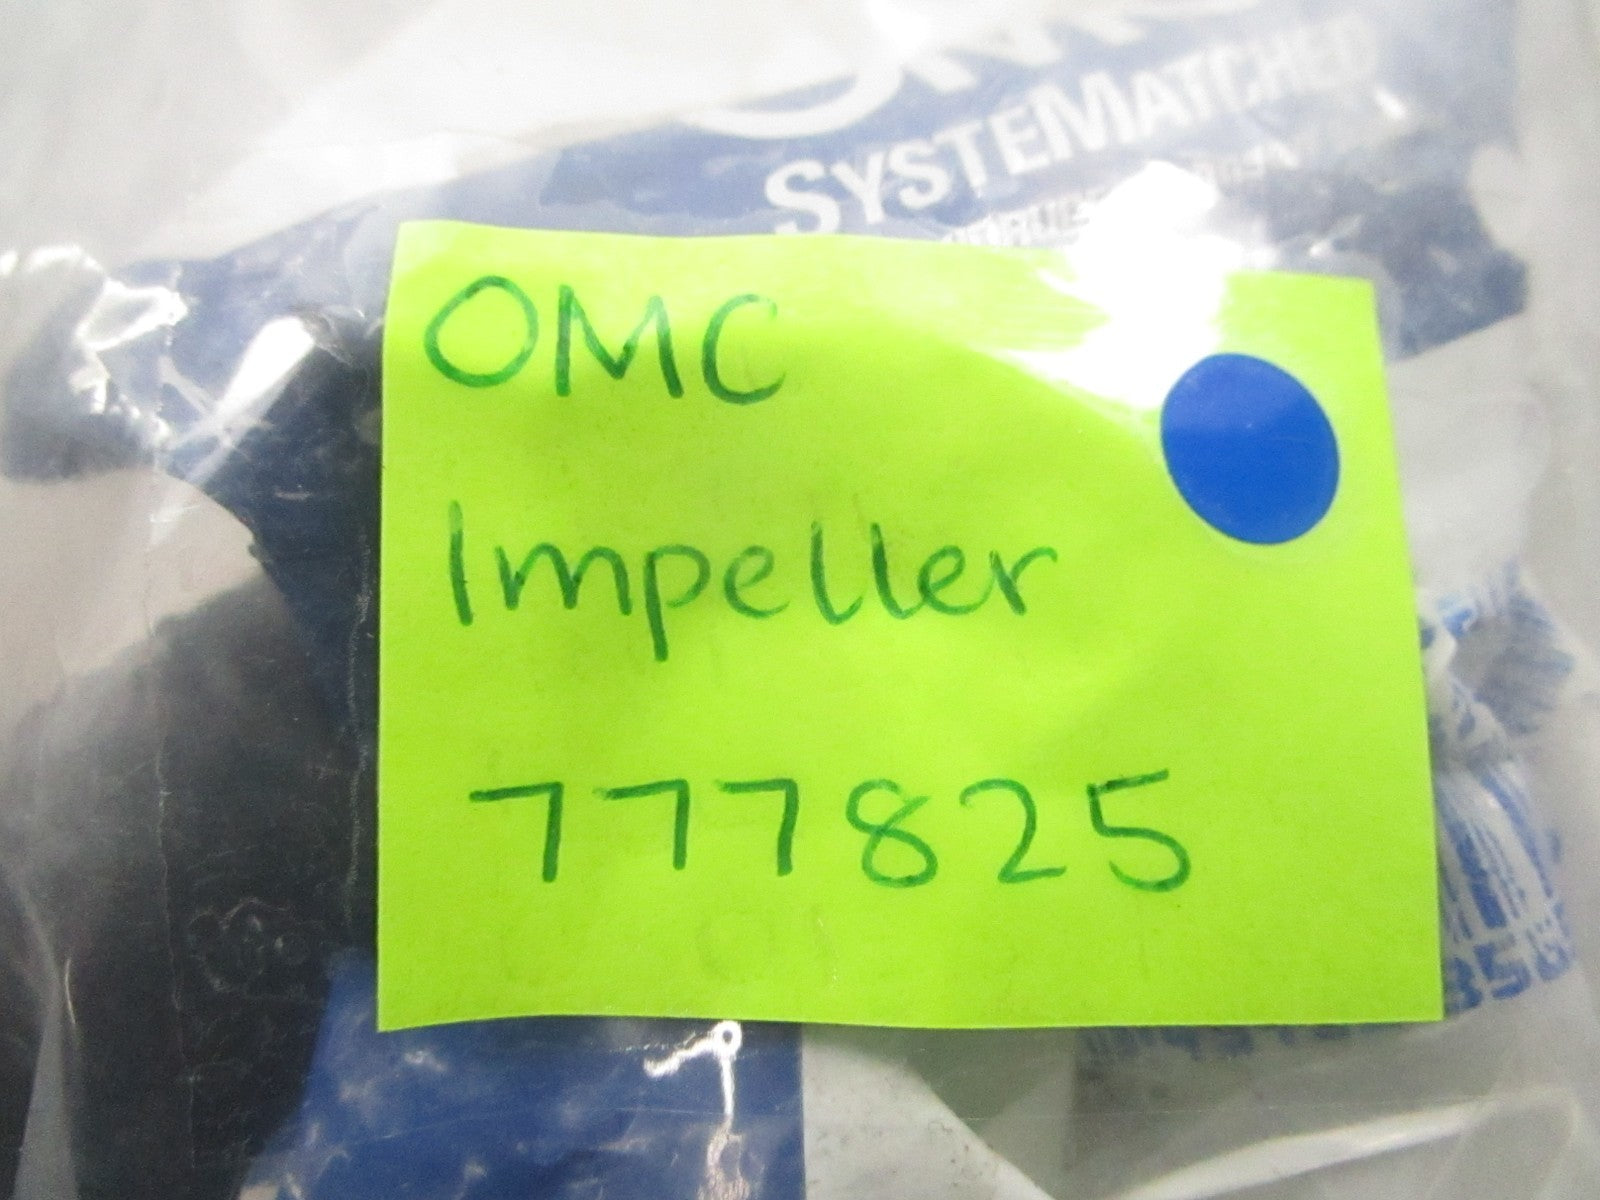 SYSTEMATCHED
OMC
Impeller
777825